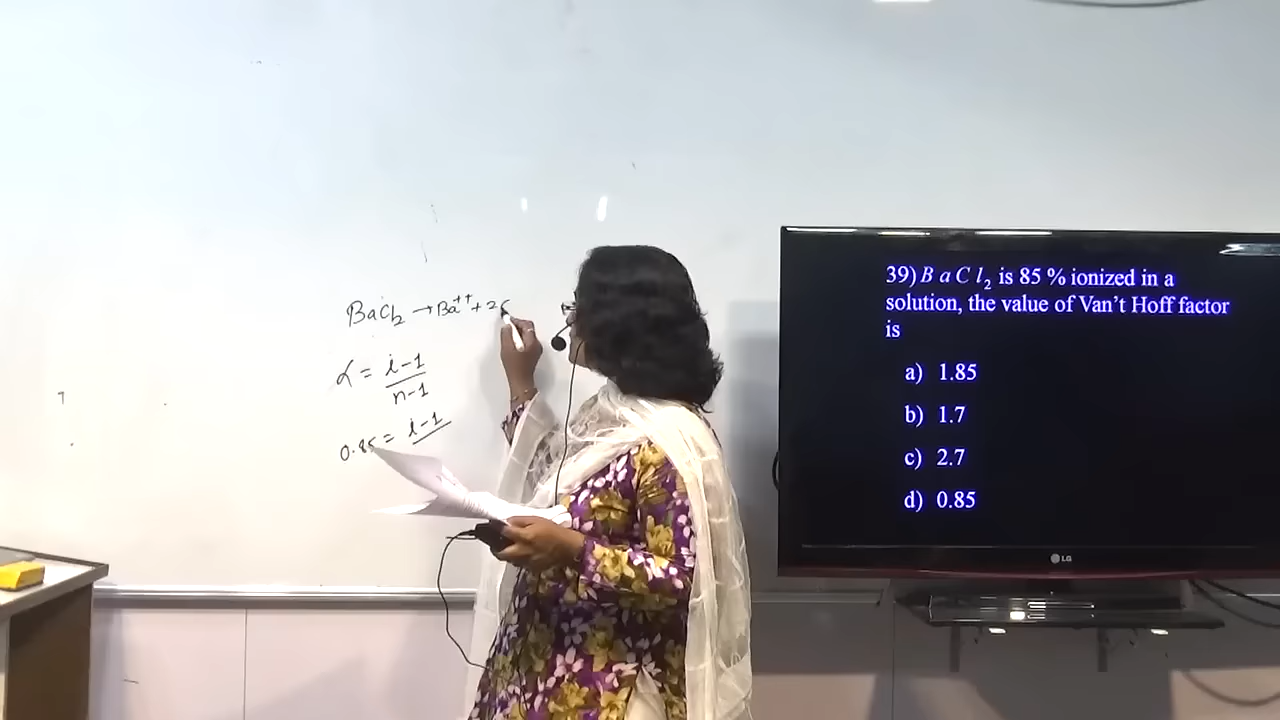 BaCl₂ → Ba⁺⁺ + 2C
α = i-1
n-1
0.85 = i-1
39) BaCl₂ is 85 % ionized in a
solution, the value of Van't Hoff factor
is
a) 1.85
b) 1.7
c) 2.7
d) 0.85
LG